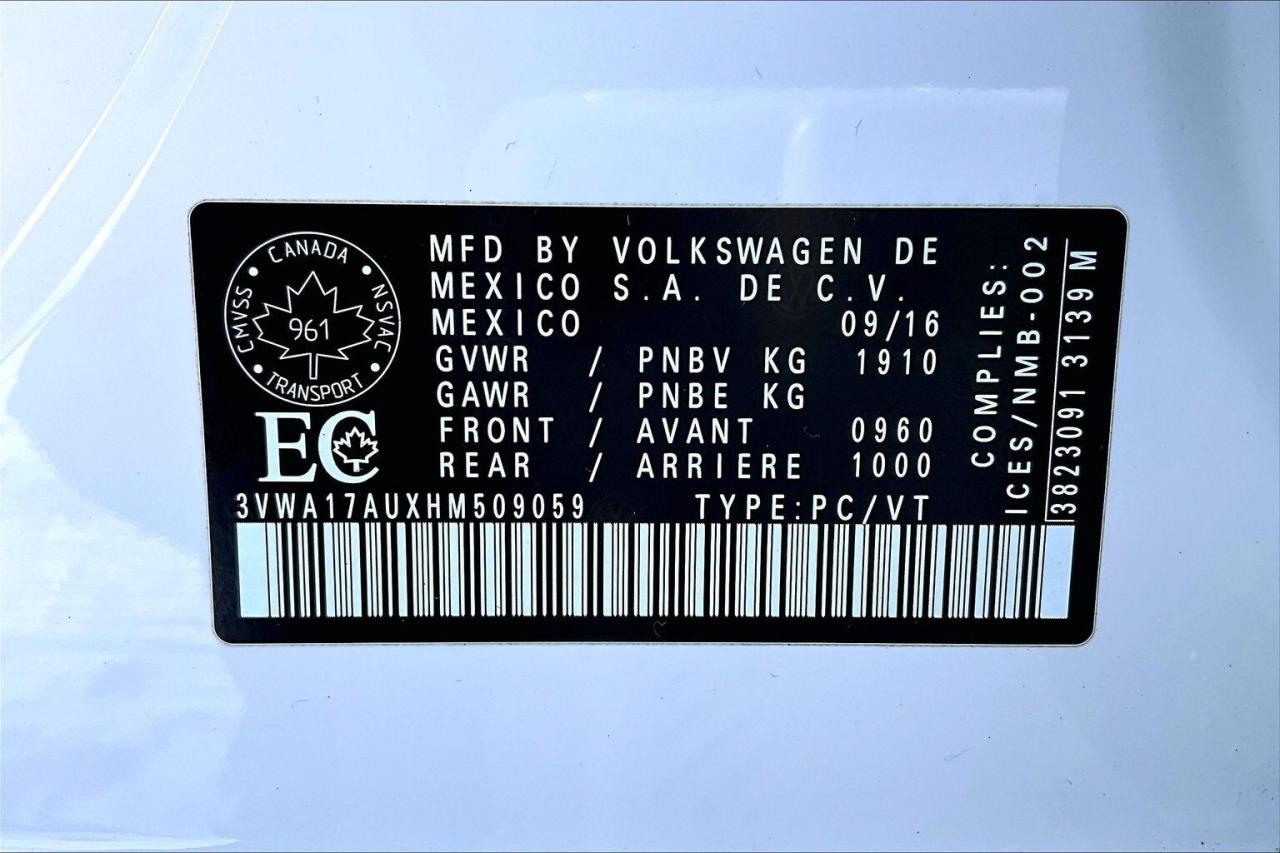 CANADA
CMVSS • NSVAC
961
TRANSPORT
EC
MFD BY VOLKSWAGEN DE
MEXICO S.A. DE C.V.
MEXICO 09/16
GVWR / PNBV KG 1910
GAWR / PNBE KG
FRONT / AVANT 0960
REAR / ARRIERE 1000
3VWA17AUXHM509059 TYPE:PC/VT
COMPLIES:
ICES/NMB-002
3823091 3139 M